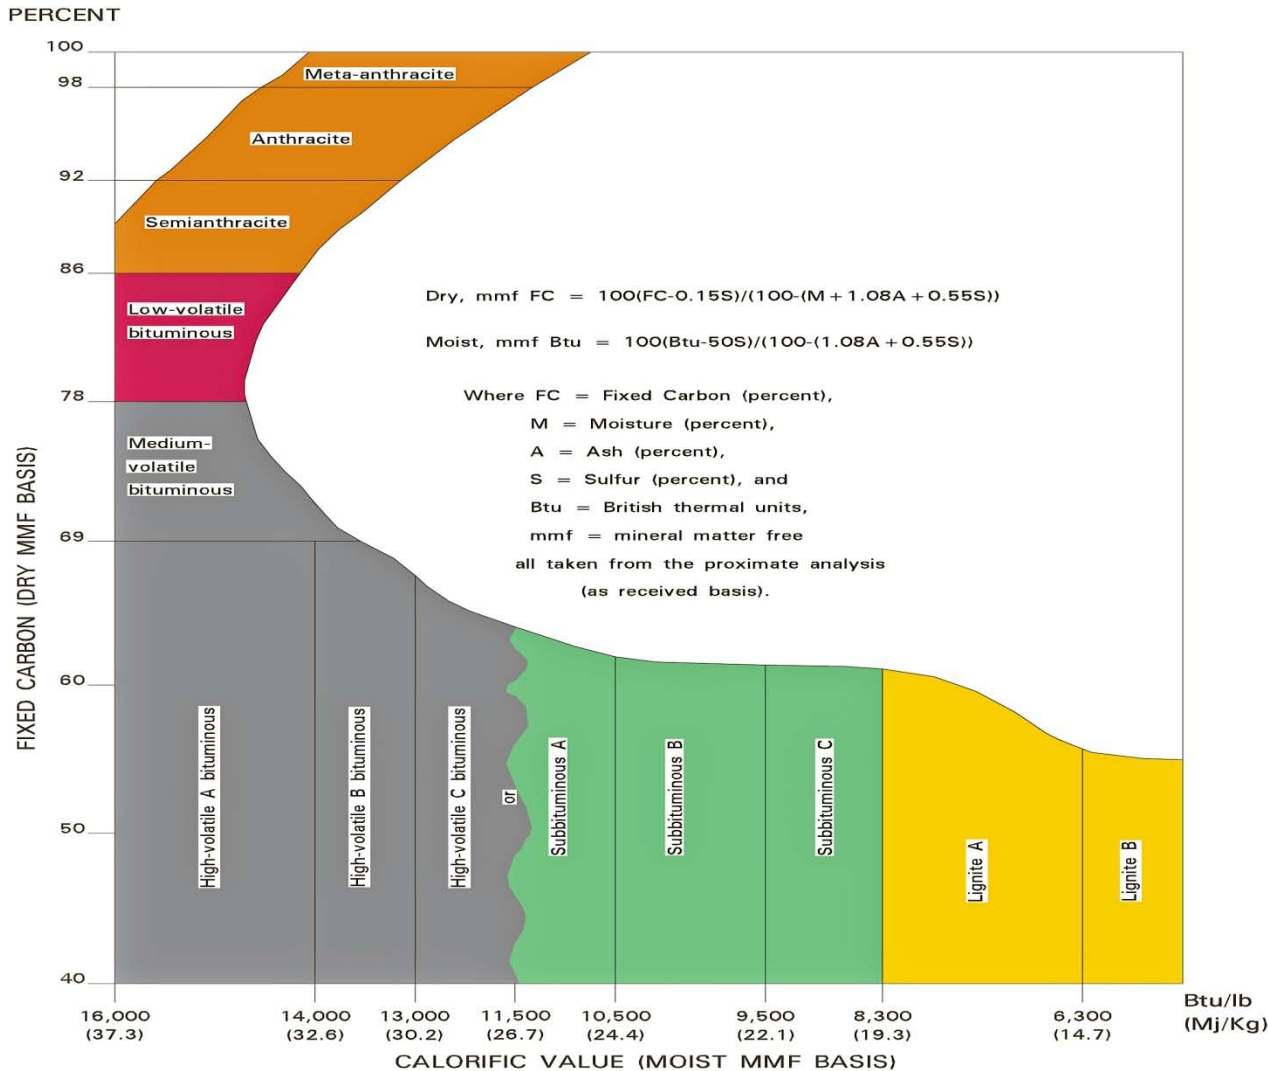 PERCENT
100
98
92
86
78
69
60
50
40
FIXED CARBON (DRY MMF BASIS)
Meta-anthracite
Anthracite
Semianthracite
Low-volatile
bituminous
Medium-
volatile
bituminous
Dry, mmf FC = 100(FC-0.15S)/(100-(M+1.08A+0.55S))
Moist, mmf Btu = 100(Btu-50S)/(100-(1.08A+0.55S))
Where FC = Fixed Carbon (percent),
M = Moisture (percent),
A = Ash (percent),
S = Sulfur (percent), and
Btu = British thermal units,
mmf = mineral matter free
all taken from the proximate analysis
(as received basis).
High-volatile A bituminous
High-volatile B bituminous
High-volatile C bituminous
or
Subbituminous A
Subbituminous B
Subbituminous C
Lignite A
Lignite B
16,000 14,000 13,000 11,500 10,500 9,500 8,300 6,300 Btu/lb
(37.3) (32.6) (30.2) (26.7) (24.4) (22.1) (19.3) (14.7) (Mj/Kg)
CALORIFIC VALUE (MOIST MMF BASIS)